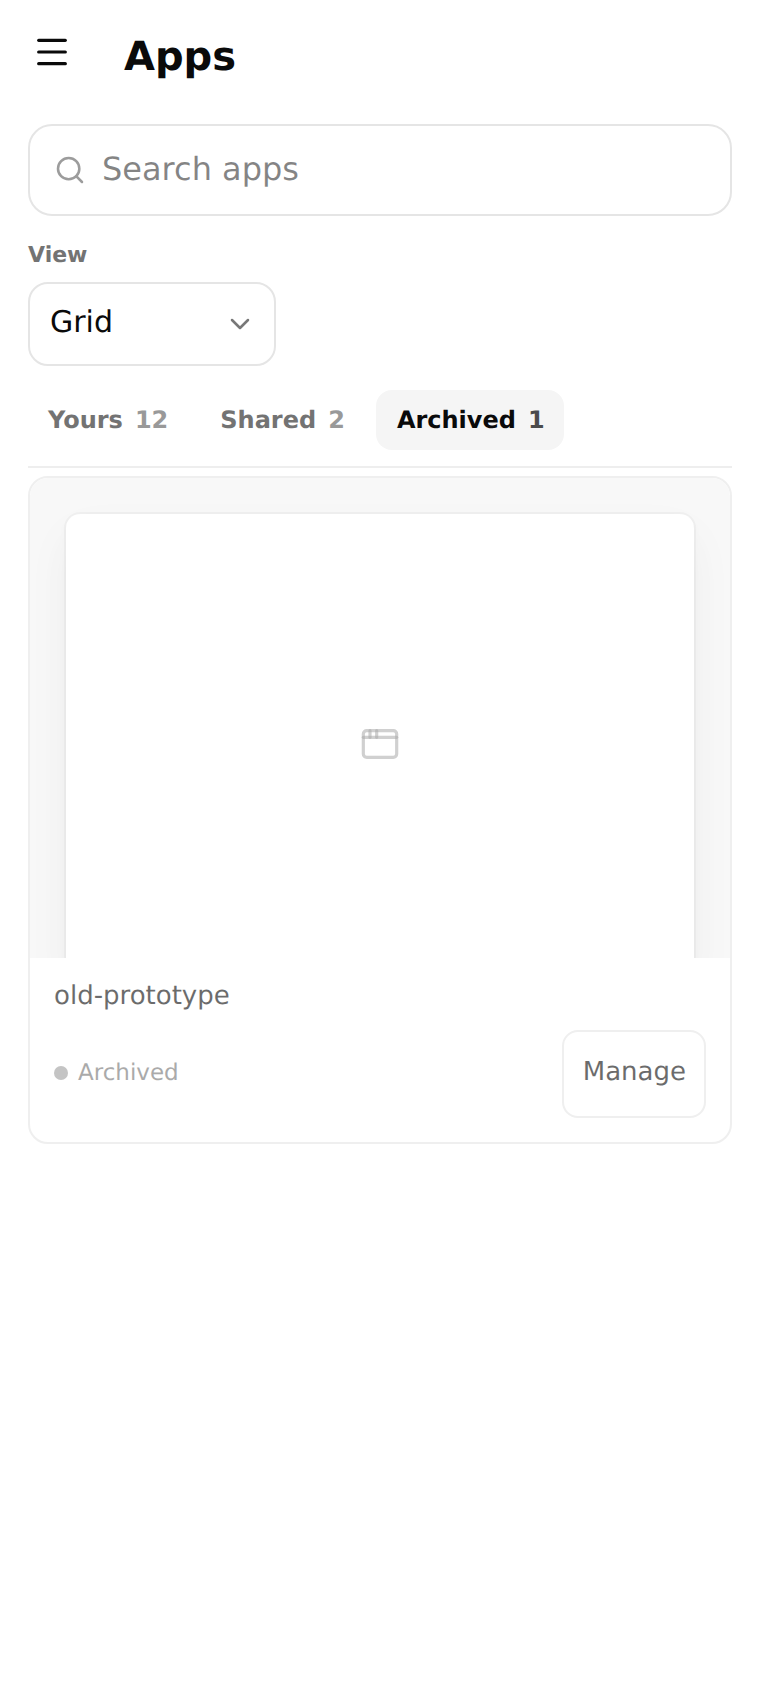 Apps
Search apps
View
Grid
Yours 12 Shared 2 Archived 1
old-prototype
Archived
Manage